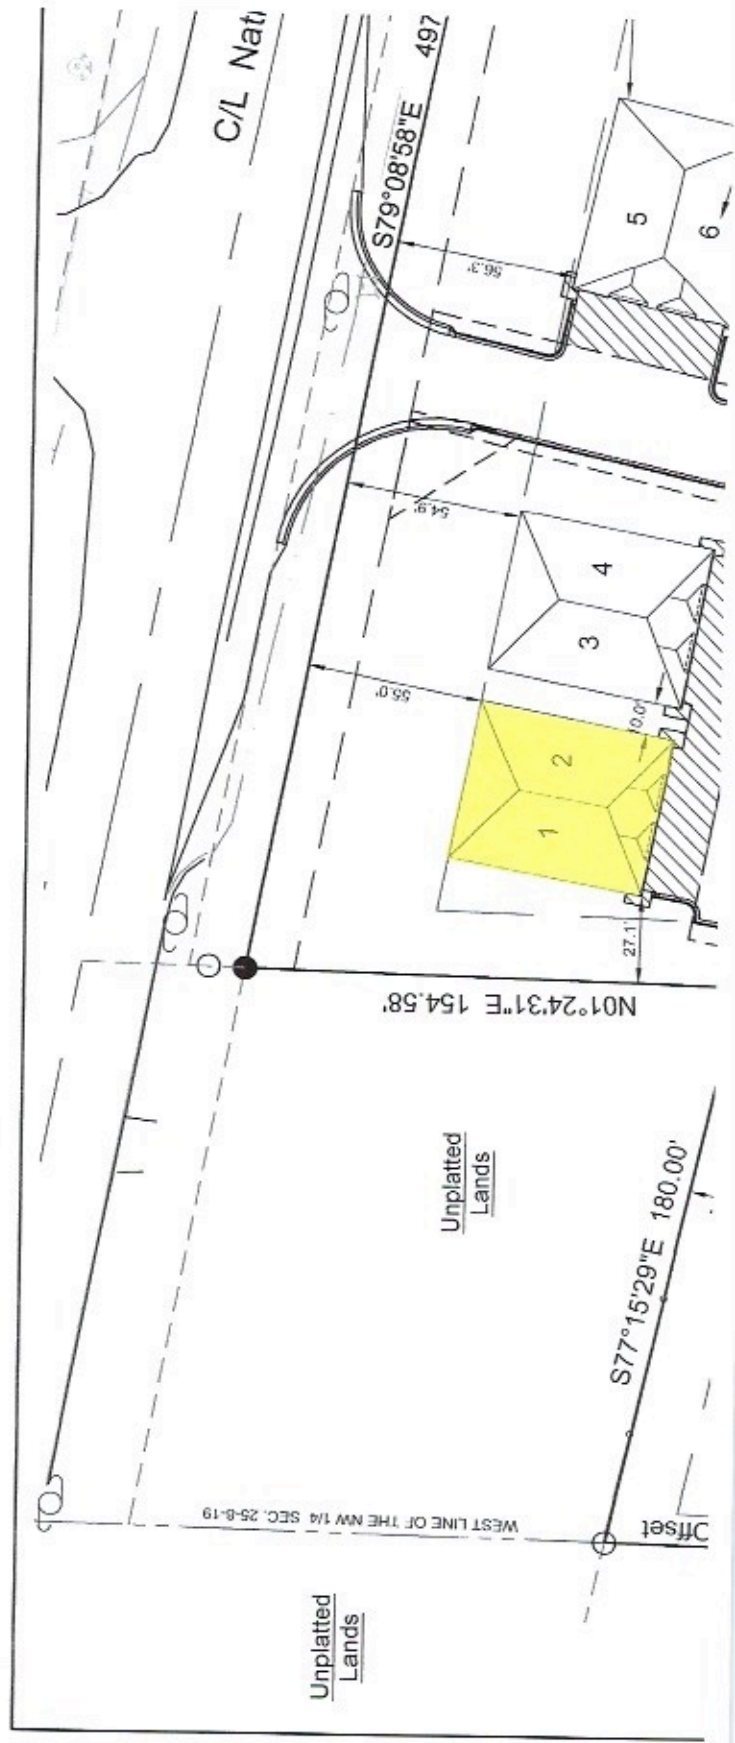 C/L Nati
S79°08'58"E 497
56.3'
5
6
54.9'
4
3
55.0'
10.0'
2
1
27.1'
N01°24'31"E 154.58'
Unplatted
Lands
S77°15'29"E 180.00'
WEST LINE OF THE NW 1/4 SEC. 25-8-19
Offset
Unplatted
Lands